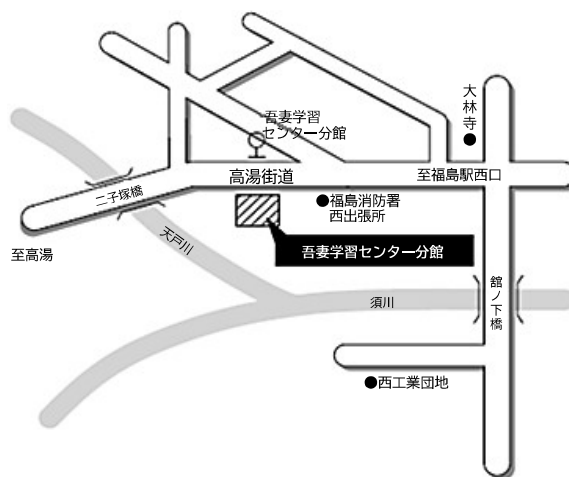 大林寺
吾妻学習
センター分館
高湯街道
至福島駅西口
二子塚橋
●福島消防署
西出張所
至高湯
天戸川
吾妻学習センター分館
須川
舘ノ下橋
●西工業団地